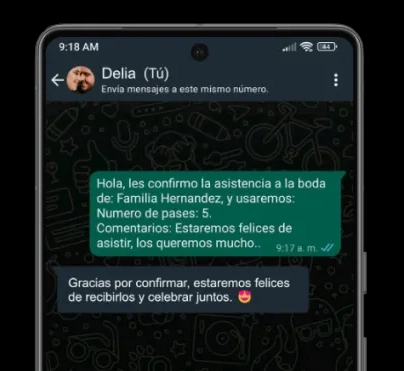 9:18 AM
84
Delia (Tú)
Envía mensajes a este mismo número.
Hola, les confirmo la asistencia a la boda
de: Familia Hernandez, y usaremos:
Numero de pases: 5.
Comentarios: Estaremos felices de
asistir, los queremos mucho..
9:17 a. m.
Gracias por confirmar, estaremos felices
de recibirlos y celebrar juntos. 😍